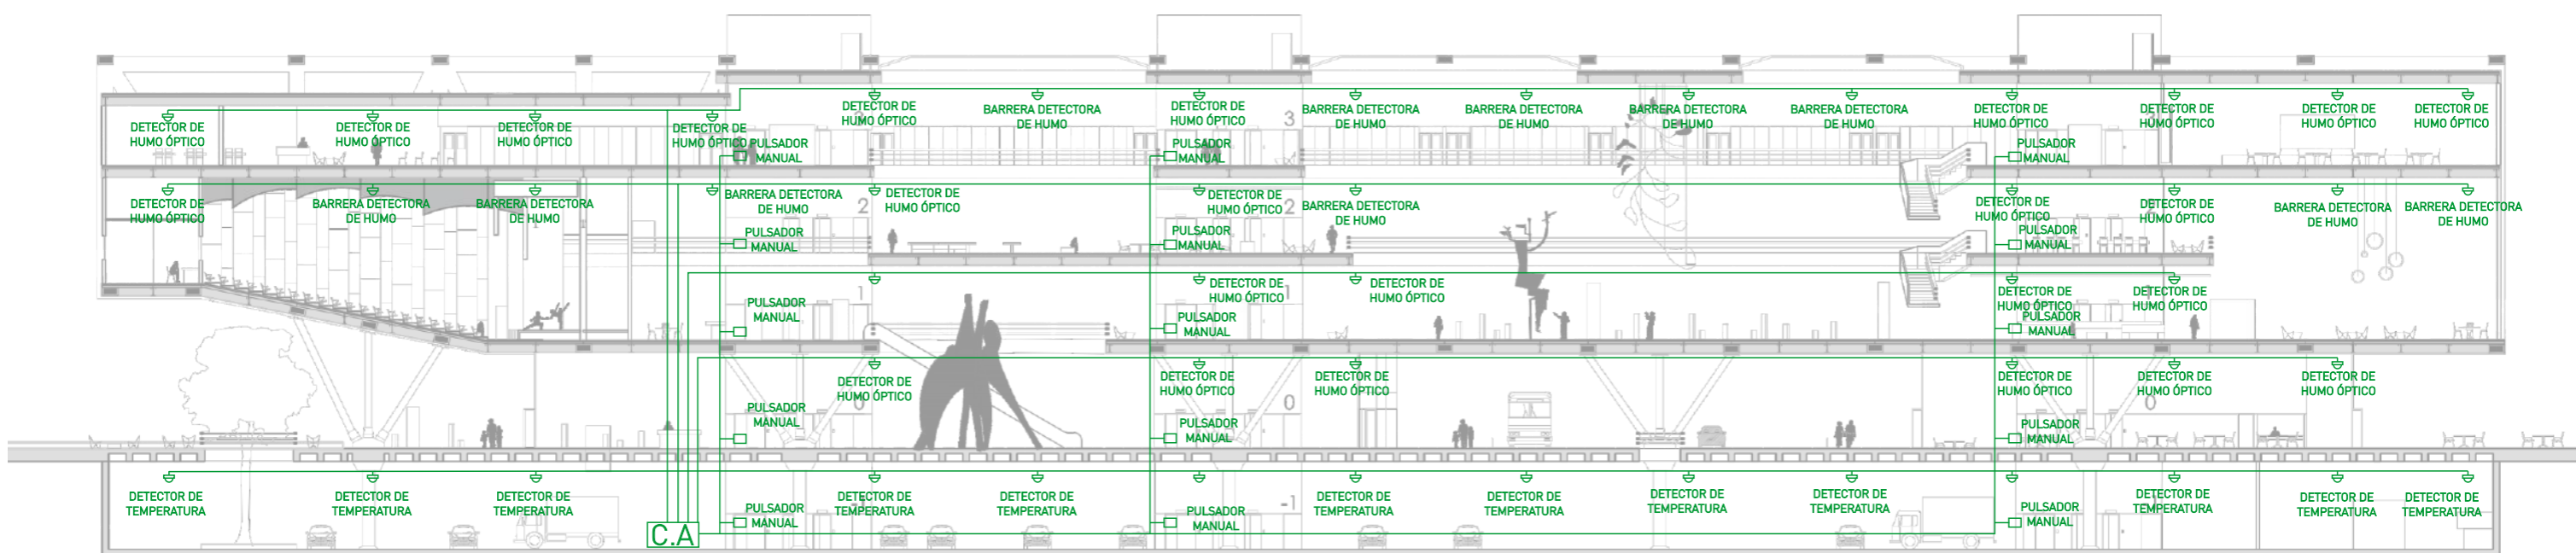 DETECTOR DE
HUMO ÓPTICO
DETECTOR DE
HUMO ÓPTICO
DETECTOR DE
HUMO ÓPTICO
DETECTOR DE
HUMO ÓPTICO
DETECTOR DE
HUMO ÓPTICO
BARRERA DETECTORA
DE HUMO
DETECTOR DE
HUMO ÓPTICO
3
BARRERA DETECTORA
DE HUMO
BARRERA DETECTORA
DE HUMO
BARRERA DETECTORA
DE HUMO
BARRERA DETECTORA
DE HUMO
DETECTOR DE
HUMO ÓPTICO
DETECTOR DE
HUMO ÓPTICO
DETECTOR DE
HUMO ÓPTICO
DETECTOR DE
HUMO ÓPTICO
PULSADOR
MANUAL
PULSADOR
MANUAL
PULSADOR
MANUAL
DETECTOR DE
HUMO ÓPTICO
BARRERA DETECTORA
DE HUMO
BARRERA DETECTORA
DE HUMO
BARRERA DETECTORA
DE HUMO
2
DETECTOR DE
HUMO ÓPTICO
DETECTOR DE
HUMO ÓPTICO
2
BARRERA DETECTORA
DE HUMO
DETECTOR DE
HUMO ÓPTICO
DETECTOR DE
HUMO ÓPTICO
BARRERA DETECTORA
DE HUMO
BARRERA DETECTORA
DE HUMO
PULSADOR
MANUAL
PULSADOR
MANUAL
PULSADOR
MANUAL
1
DETECTOR DE
HUMO ÓPTICO
1
DETECTOR DE
HUMO ÓPTICO
DETECTOR DE
HUMO ÓPTICO
DETECTOR DE
HUMO ÓPTICO
PULSADOR
MANUAL
PULSADOR
MANUAL
PULSADOR
MANUAL
DETECTOR DE
HUMO ÓPTICO
0
DETECTOR DE
HUMO ÓPTICO
0
DETECTOR DE
HUMO ÓPTICO
DETECTOR DE
HUMO ÓPTICO
DETECTOR DE
HUMO ÓPTICO
0
DETECTOR DE
HUMO ÓPTICO
PULSADOR
MANUAL
PULSADOR
MANUAL
PULSADOR
MANUAL
DETECTOR DE
TEMPERATURA
DETECTOR DE
TEMPERATURA
DETECTOR DE
TEMPERATURA
C.A
PULSADOR
MANUAL
DETECTOR DE
TEMPERATURA
DETECTOR DE
TEMPERATURA
PULSADOR
MANUAL
-1
DETECTOR DE
TEMPERATURA
DETECTOR DE
TEMPERATURA
DETECTOR DE
TEMPERATURA
DETECTOR DE
TEMPERATURA
PULSADOR
MANUAL
DETECTOR DE
TEMPERATURA
DETECTOR DE
TEMPERATURA
DETECTOR DE
TEMPERATURA